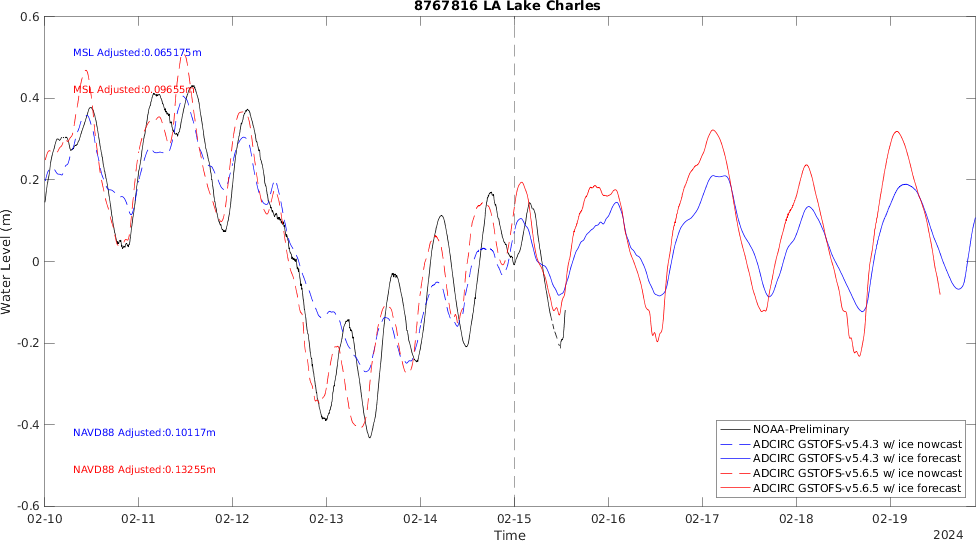 8767816 LA Lake Charles
Water Level (m)
0.6
0.4
0.2
0
-0.2
-0.4
-0.6
MSL Adjusted:0.065175m
MSL Adjusted:0.09655m
NAVD88 Adjusted:0.10117m
NAVD88 Adjusted:0.13255m
NOAA-Preliminary
ADCIRC GSTOFS-v5.4.3 w/ ice nowcast
ADCIRC GSTOFS-v5.4.3 w/ ice forecast
ADCIRC GSTOFS-v5.6.5 w/ ice nowcast
ADCIRC GSTOFS-v5.6.5 w/ ice forecast
02-10 02-11 02-12 02-13 02-14 02-15 02-16 02-17 02-18 02-19
Time
2024